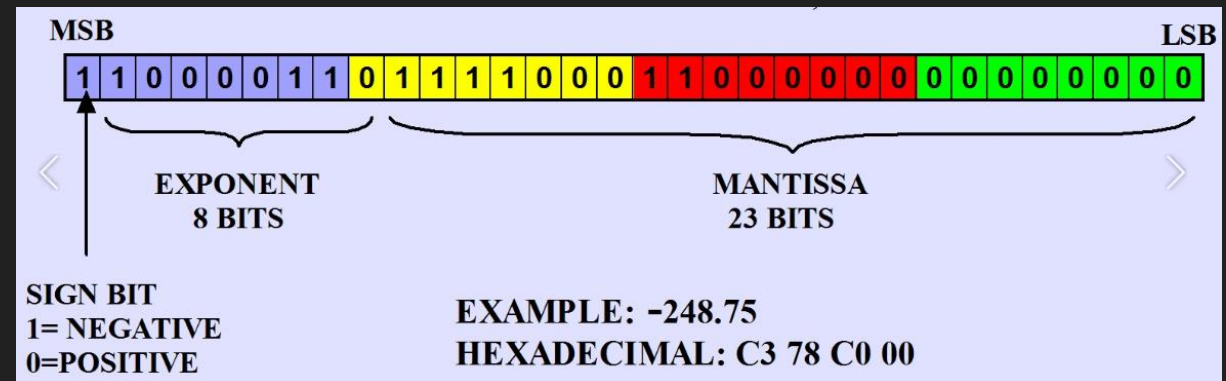 MSB LSB
1 1 0 0 0 0 1 1 0 1 1 1 1 0 0 0 1 1 0 0 0 0 0 0 0 0 0 0 0 0 0 0
EXPONENT MANTISSA
8 BITS 23 BITS
SIGN BIT
1= NEGATIVE
0=POSITIVE
EXAMPLE: -248.75
HEXADECIMAL: C3 78 C0 00